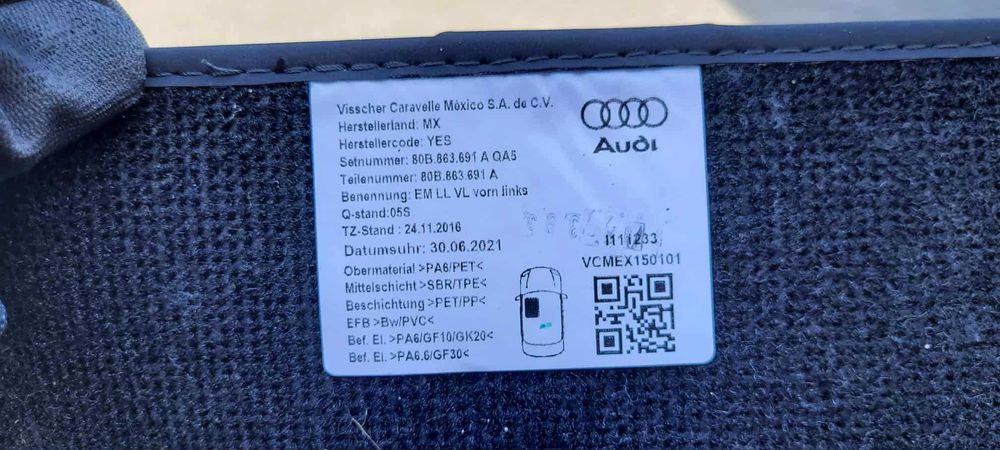 Visscher Caravelle México S.A. de C.V.
Herstellerland: MX
Herstellercode: YES
Setnummer: 80B.863.691 A QA5
Teilenummer: 80B.863.691 A
Benennung: EM LL VL vorn links
Q-stand:05S
TZ-Stand : 24.11.2016
Datumsuhr: 30.06.2021
Obermaterial >PA6/PET<
Mittelschicht >SBR/TPE<
Beschichtung >PET/PP<
EFB >Bw/PVC<
Bef. El. >PA6/GF10/GK20<
Bef. El. >PA6.6/GF30<
Audi
1111233
VCMEX150101